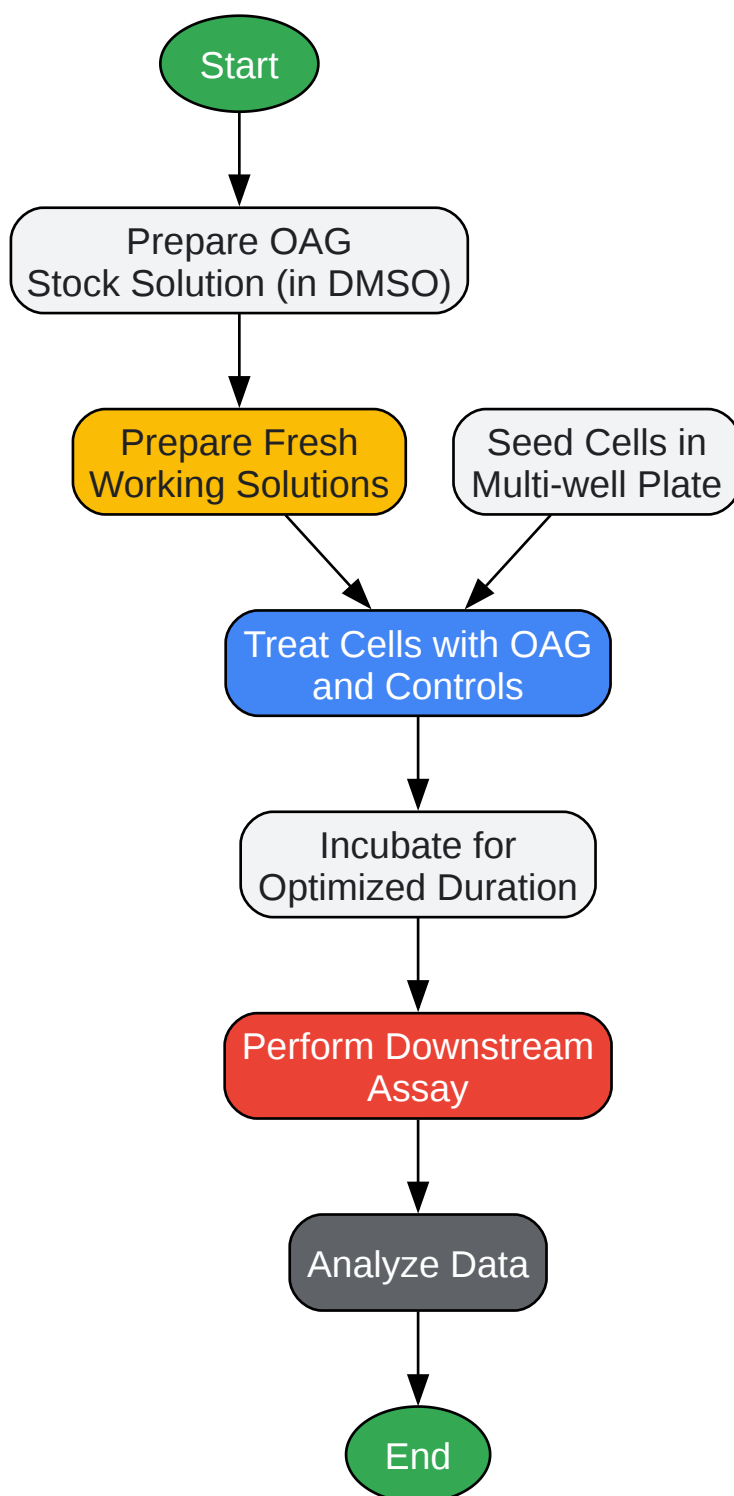 Start
Prepare OAG
Stock Solution (in DMSO)
Prepare Fresh
Working Solutions
Seed Cells in
Multi-well Plate
Treat Cells with OAG
and Controls
Incubate for
Optimized Duration
Perform Downstream
Assay
Analyze Data
End